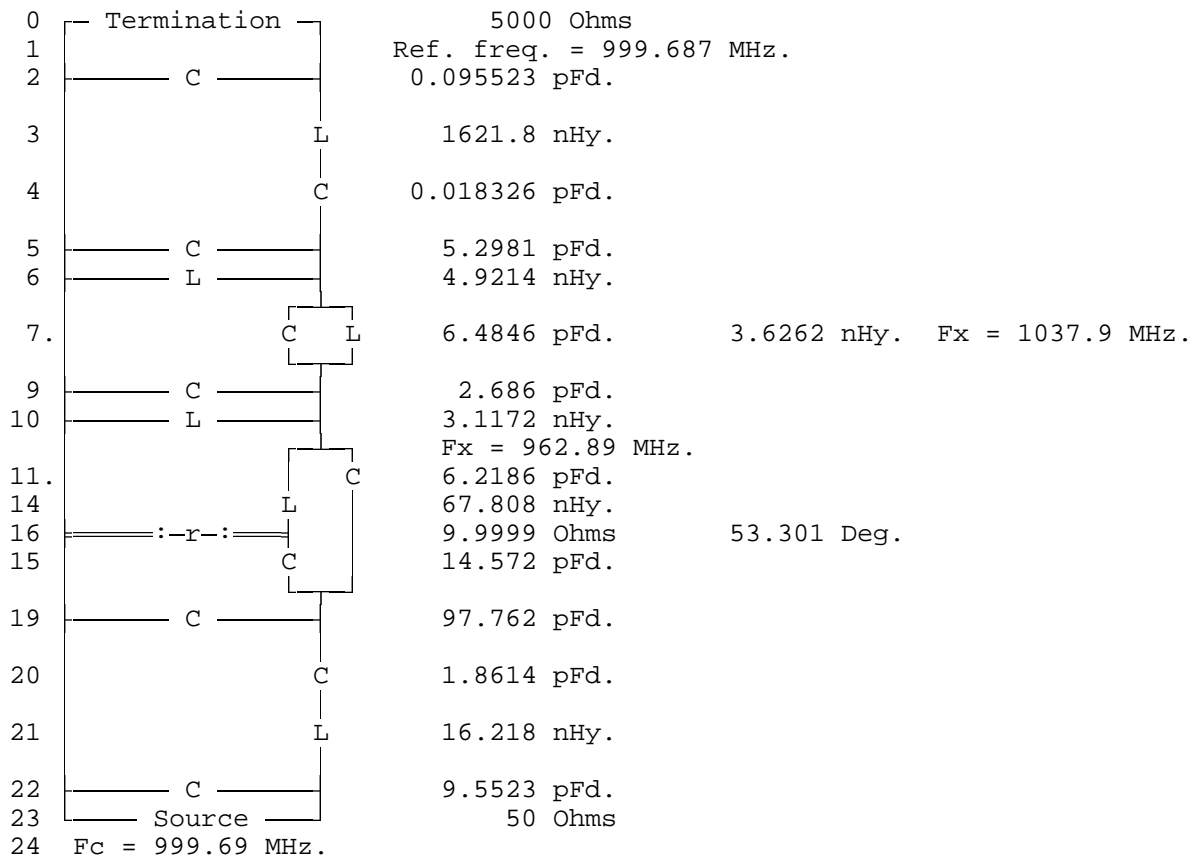 0 Termination 5000 Ohms
1 Ref. freq. = 999.687 MHz.
2 C 0.095523 pFd.
3 L 1621.8 nHy.
4 C 0.018326 pFd.
5 C 5.2981 pFd.
6 L 4.9214 nHy.
7. C L 6.4846 pFd. 3.6262 nHy. Fx = 1037.9 MHz.
9 C 2.686 pFd.
10 L 3.1172 nHy.
Fx = 962.89 MHz.
11. C 6.2186 pFd.
14 L 67.808 nHy.
16 :-r-: 9.9999 Ohms 53.301 Deg.
15 C 14.572 pFd.
19 C 97.762 pFd.
20 C 1.8614 pFd.
21 L 16.218 nHy.
22 C 9.5523 pFd.
23 Source 50 Ohms
24 Fc = 999.69 MHz.